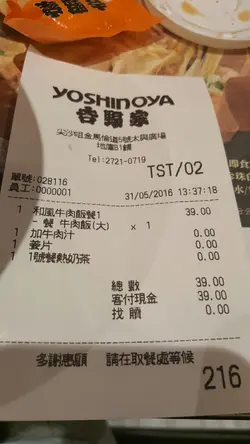 YOSHINOYA
吉野家
尖沙咀金馬倫道5號太興廣場
地庫B1舖
Tel:2721-0719
TST/02
單號:028116
員工:0000001 31/05/2016 13:37:18
1 和風牛肉飯餐1 39.00
- 餐 牛肉飯(大) x 1
1 加牛肉汁 0.00
1 薑片 0.00
1 1號餐熱奶茶 0.00
總數 39.00
客付現金 39.00
找贖 0.00
多謝惠顧 請在取餐處等候
216
即食